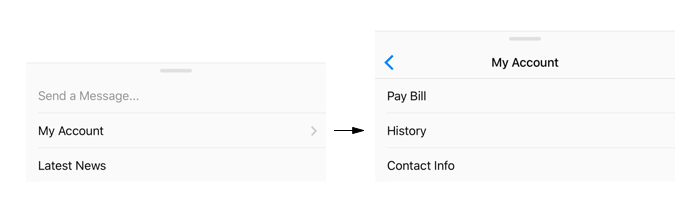 Send a Message...
My Account
Latest News
My Account
Pay Bill
History
Contact Info